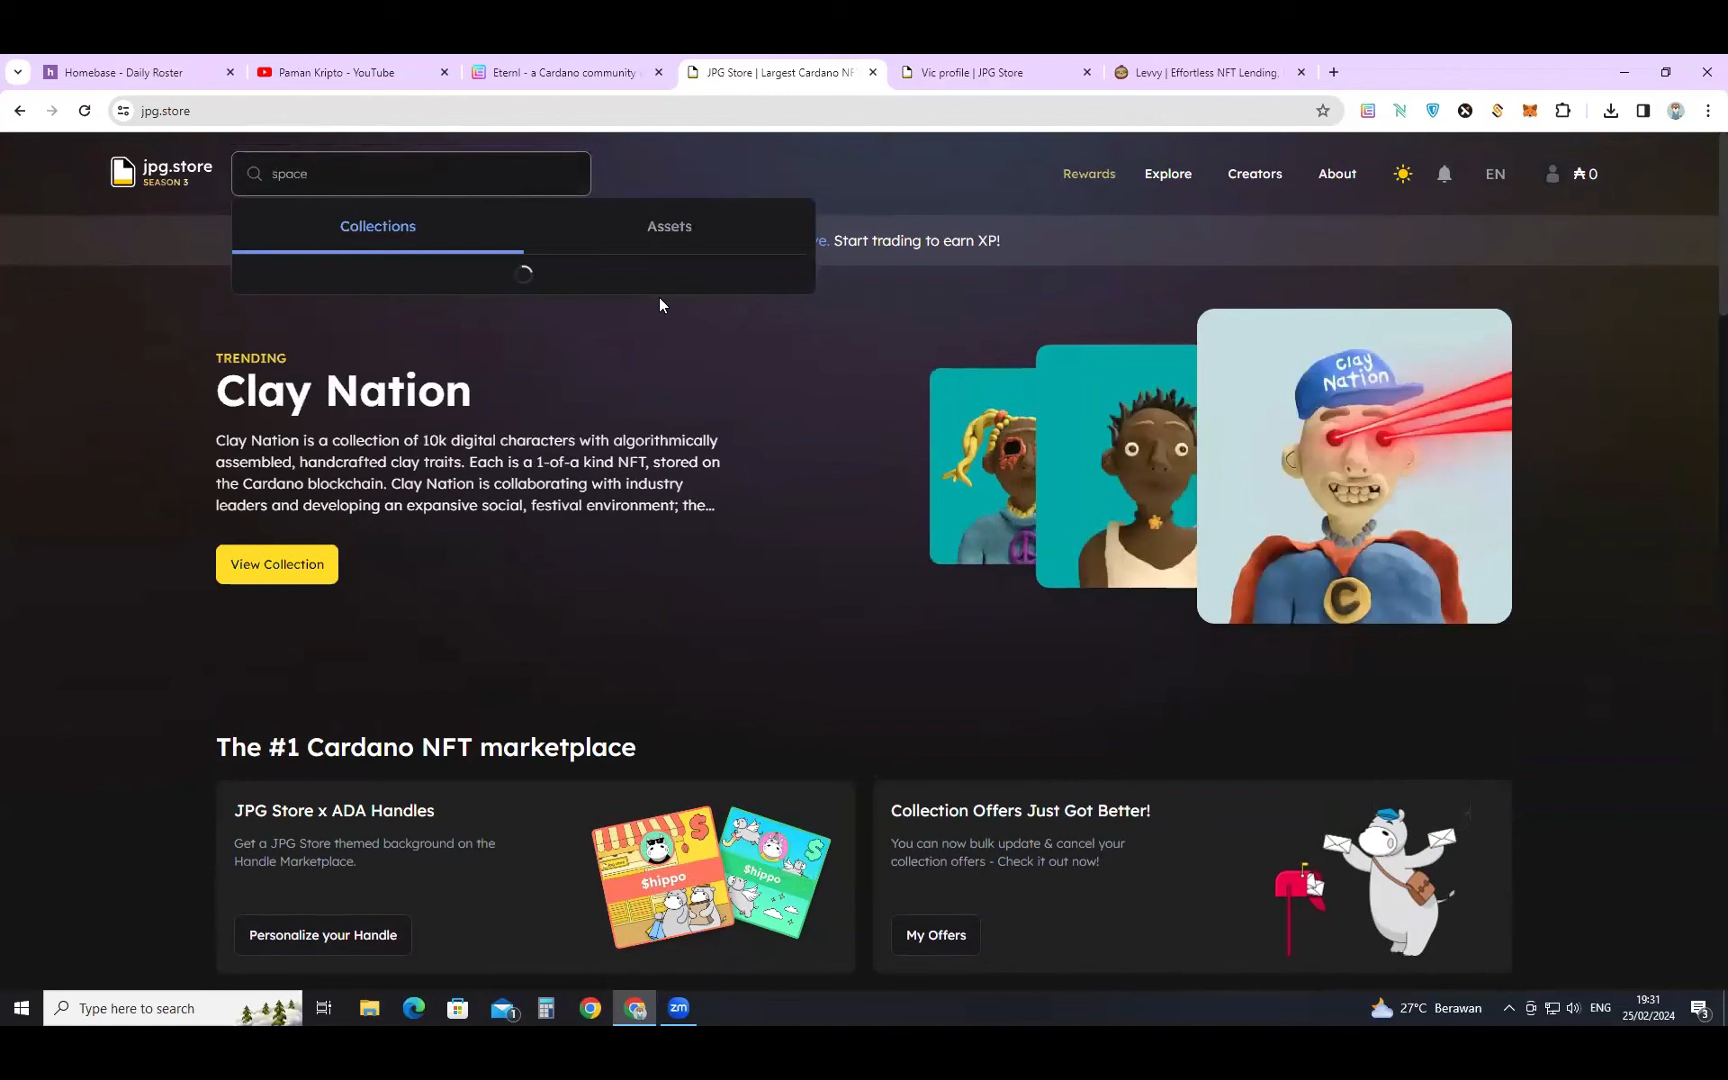 Homebase - Daily Roster
Paman Kripto - YouTube
Eternl - a Cardano community
JPG Store | Largest Cardano NF
Vic profile | JPG Store
Levvy | Effortless NFT Lending.
jpg.store
jpg.store
SEASON 3
space
Rewards
Explore
Creators
About
EN
₳0
Collections
Assets
ve. Start trading to earn XP!
TRENDING
Clay Nation
Clay Nation is a collection of 10k digital characters with algorithmically
assembled, handcrafted clay traits. Each is a 1-of-a kind NFT, stored on
the Cardano blockchain. Clay Nation is collaborating with industry
leaders and developing an expansive social, festival environment; the...
View Collection
Clay
Nation
C
The #1 Cardano NFT marketplace
JPG Store x ADA Handles
Get a JPG Store themed background on the
Handle Marketplace.
Personalize your Handle
$hippo
$hippo
Collection Offers Just Got Better!
You can now bulk update & cancel your
collection offers - Check it out now!
My Offers
Type here to search
1
zm
27°C Berawan
ENG
19:31
25/02/2024
3